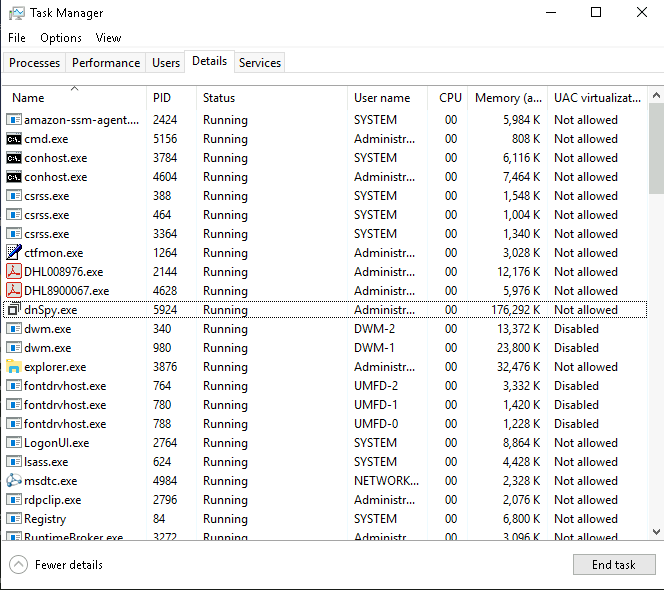 Task Manager
File Options View
Processes Performance Users Details Services
Name PID Status User name CPU Memory (a... UAC virtualizat...
amazon-ssm-agent.... 2424 Running SYSTEM 00 5,984 K Not allowed
cmd.exe 5156 Running Administr... 00 808 K Not allowed
conhost.exe 3784 Running SYSTEM 00 6,116 K Not allowed
conhost.exe 4604 Running Administr... 00 7,464 K Not allowed
csrss.exe 388 Running SYSTEM 00 1,548 K Not allowed
csrss.exe 464 Running SYSTEM 00 1,004 K Not allowed
csrss.exe 3364 Running SYSTEM 00 1,340 K Not allowed
ctfmon.exe 1264 Running Administr... 00 3,028 K Not allowed
DHL008976.exe 2144 Running Administr... 00 12,176 K Not allowed
DHL8900067.exe 4628 Running Administr... 00 5,976 K Not allowed
dnSpy.exe 5924 Running Administr... 00 176,292 K Not allowed
dwm.exe 340 Running DWM-2 00 13,372 K Disabled
dwm.exe 980 Running DWM-1 00 23,800 K Disabled
explorer.exe 3876 Running Administr... 00 32,476 K Not allowed
fontdrvhost.exe 764 Running UMFD-2 00 3,332 K Disabled
fontdrvhost.exe 780 Running UMFD-1 00 1,420 K Disabled
fontdrvhost.exe 788 Running UMFD-0 00 1,228 K Disabled
LogonUI.exe 2764 Running SYSTEM 00 8,864 K Not allowed
lsass.exe 624 Running SYSTEM 00 4,428 K Not allowed
msdtc.exe 4984 Running NETWORK... 00 2,328 K Not allowed
rdpclip.exe 2796 Running Administr... 00 2,076 K Not allowed
Registry 84 Running SYSTEM 00 6,800 K Not allowed
RuntimeBroker.exe 3272 Running Administr... 00 3,096 K Not allowed
Fewer details End task